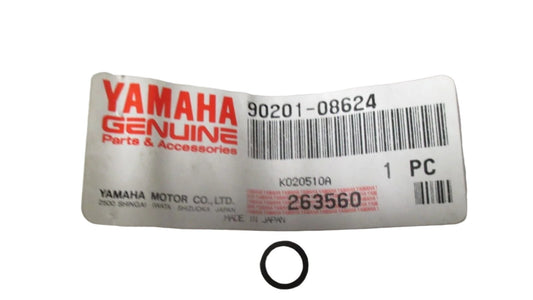 YAMAHA
GENUINE
Parts & Accessories
90201-08624
1 PC
K020510A
YAMAHA MOTOR CO., LTD.
2500 SHINGAI IWATA SHIZUOKA JAPAN
263560
MADE IN JAPAN